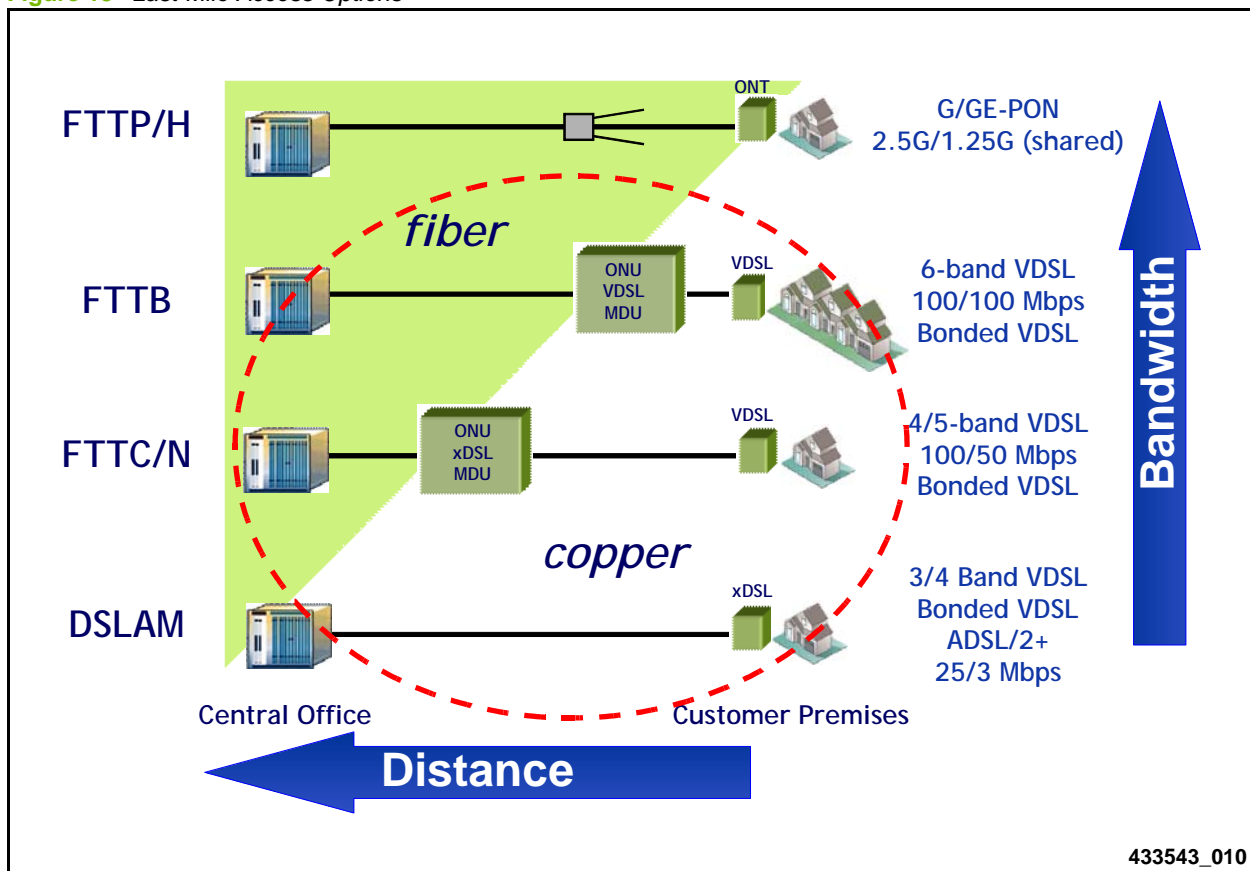 FTTP/H
ONT
G/GE-PON
2.5G/1.25G (shared)
fiber
FTTB
ONU
VDSL
MDU
VDSL
6-band VDSL
100/100 Mbps
Bonded VDSL
FTTC/N
ONU
xDSL
MDU
VDSL
4/5-band VDSL
100/50 Mbps
Bonded VDSL
copper
DSLAM
xDSL
3/4 Band VDSL
Bonded VDSL
ADSL/2+
25/3 Mbps
Central Office
Customer Premises
Distance
Bandwidth
433543_010